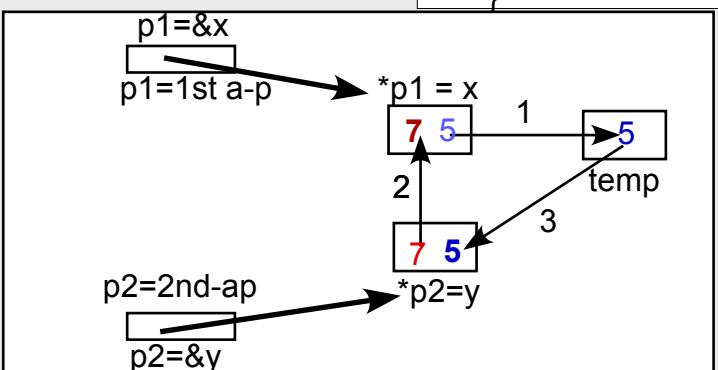 p1=&x
p1=1st a-p
*p1 = x
7 5
1
5
temp
2
3
7 5
*p2=y
p2=2nd-ap
p2=&y